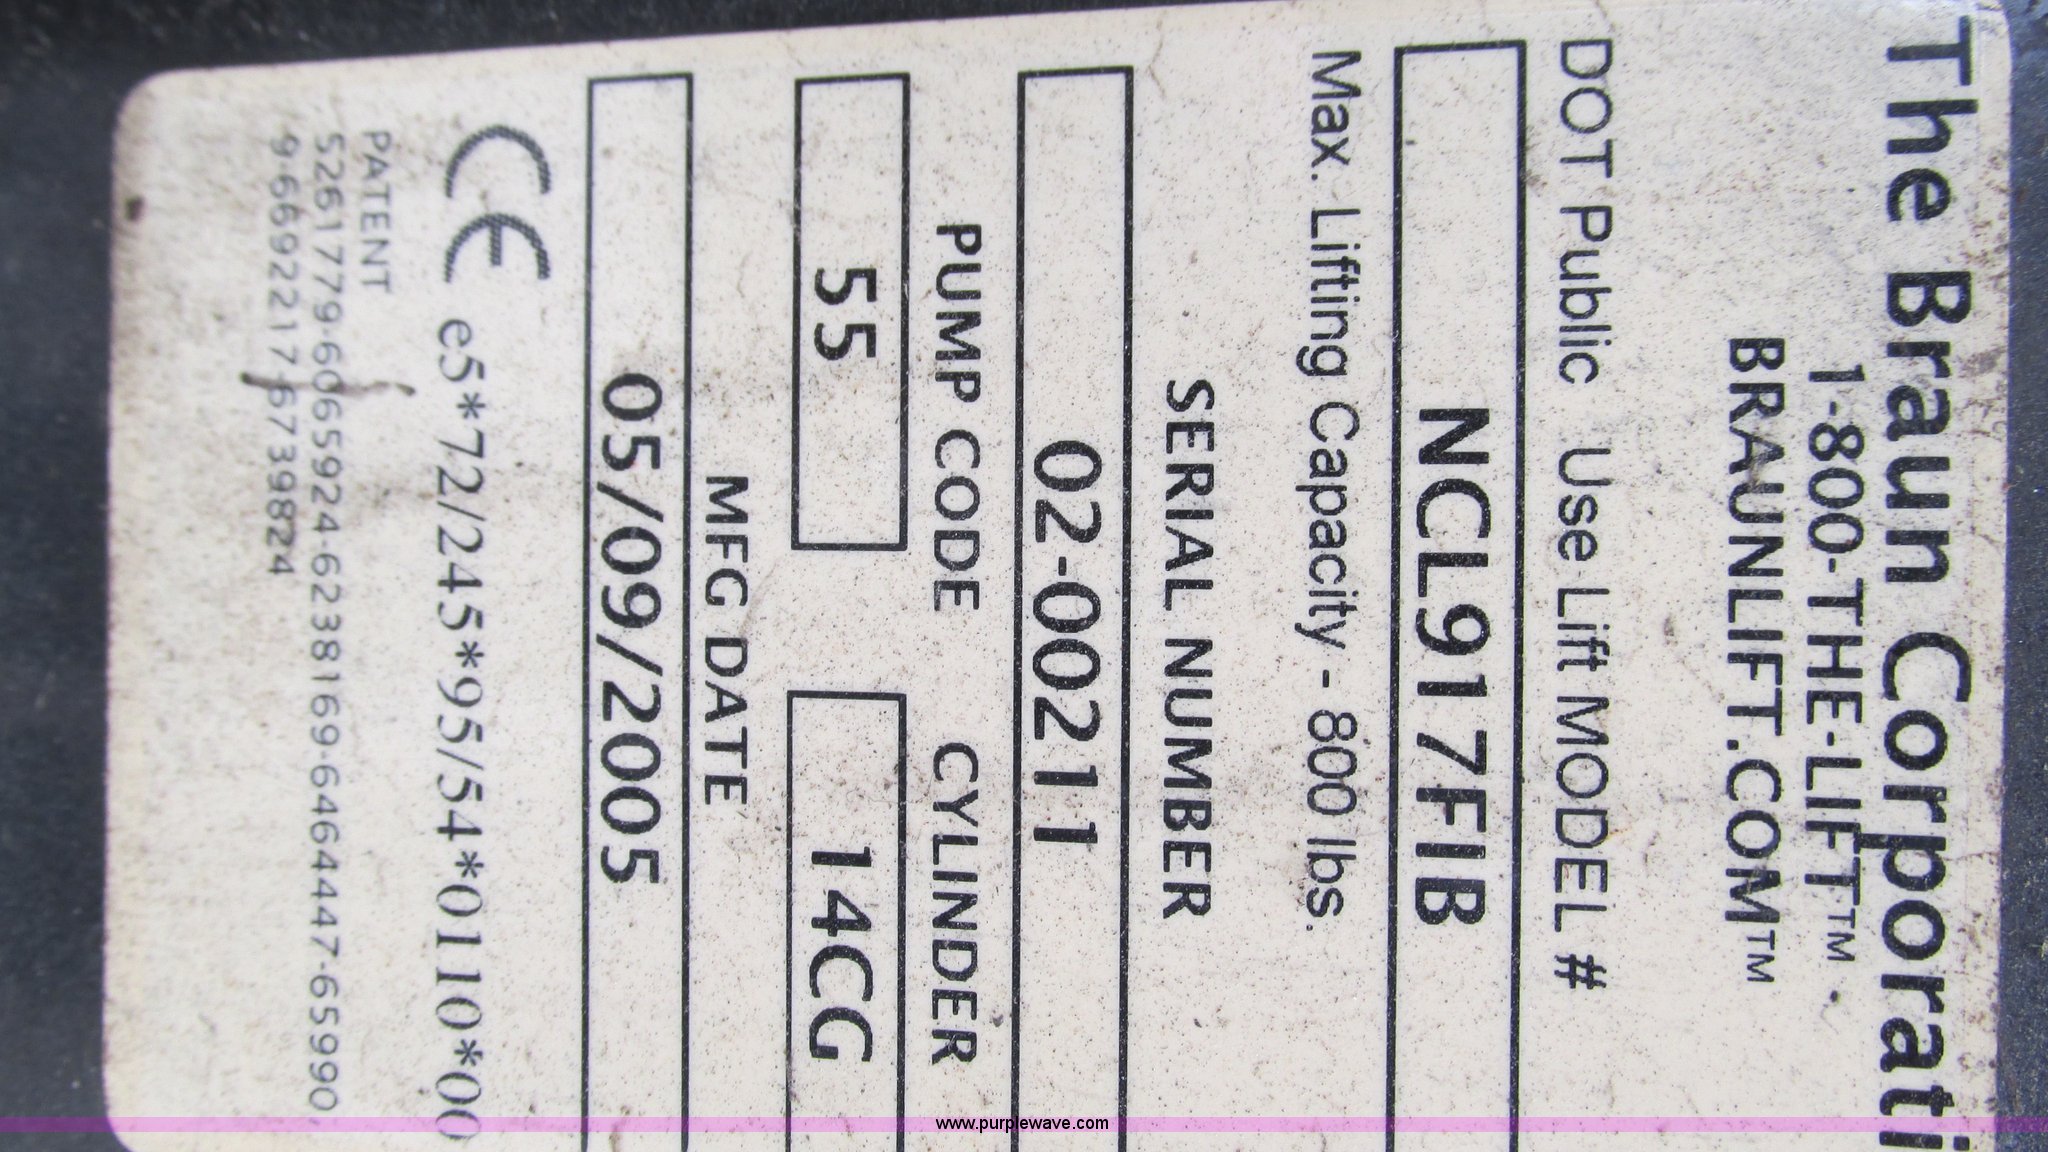 The Braun Corporati
1-800-THE-LIFT™
BRAUNLIFT.COM™
DOT Public Use Lift MODEL #
NCL917FIB
Max. Lifting Capacity - 800 lbs.
SERIAL NUMBER
02-00211
PUMP CODE CYLINDER
55 14CG
MFG DATE
05/09/2005
CE e5*72/245*95/54*0110*00
PATENT
5261779-6065924-6238169-6464447-65990
9-6692217-6739824
www.purplewave.com